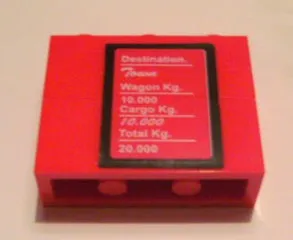 Destination.
Wagon Kg.
10.000
Cargo Kg.
10.000
Total Kg.
20.000